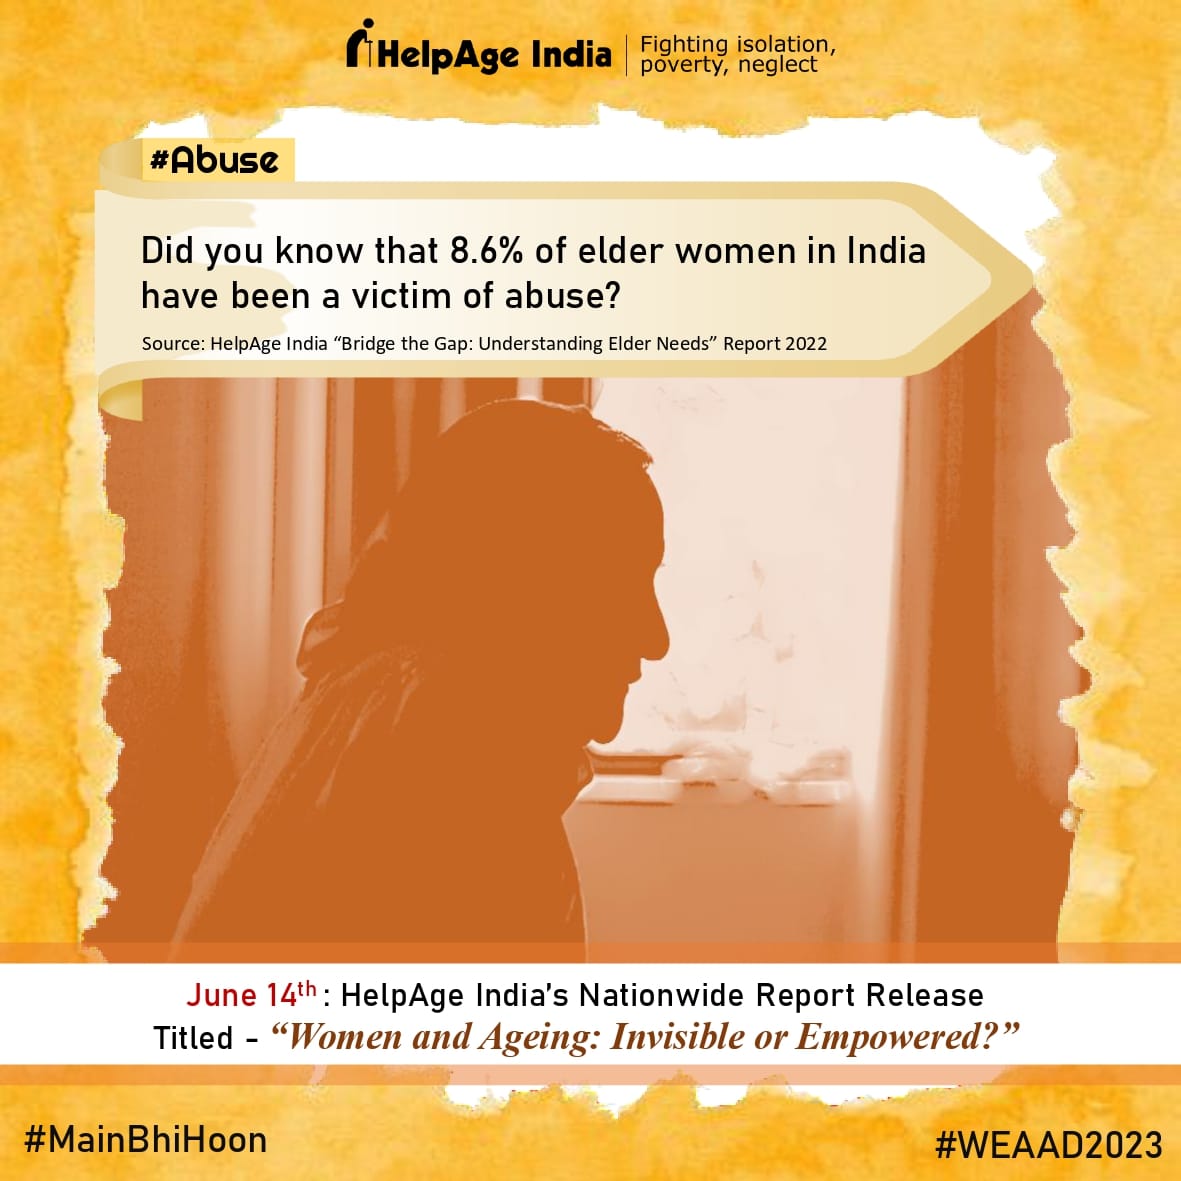 HelpAge India
Fighting isolation,
poverty, neglect
#Abuse
Did you know that 8.6% of elder women in India
have been a victim of abuse?
Source: HelpAge India “Bridge the Gap: Understanding Elder Needs” Report 2022
June 14th : HelpAge India’s Nationwide Report Release
Titled - “Women and Ageing: Invisible or Empowered?”
#MainBhiHoon
#WEAAD2023